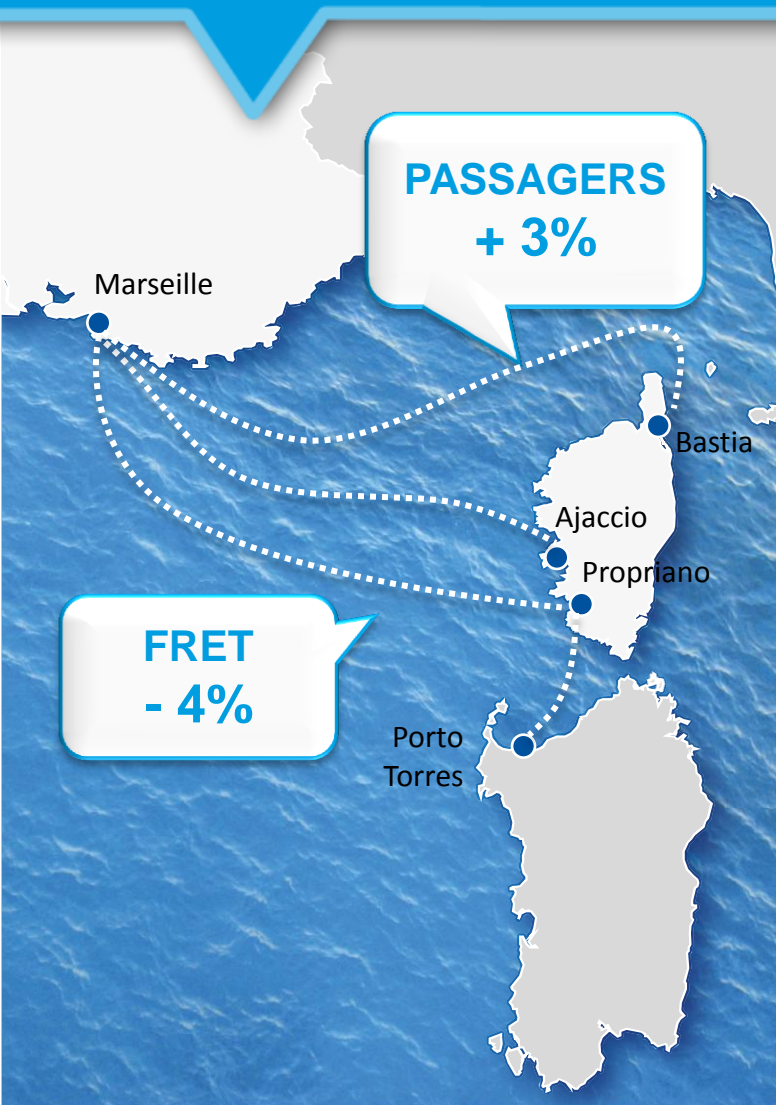 PASSAGERS
+ 3%
Marseille
Bastia
Ajaccio
Propriano
FRET
- 4%
Porto
Torres